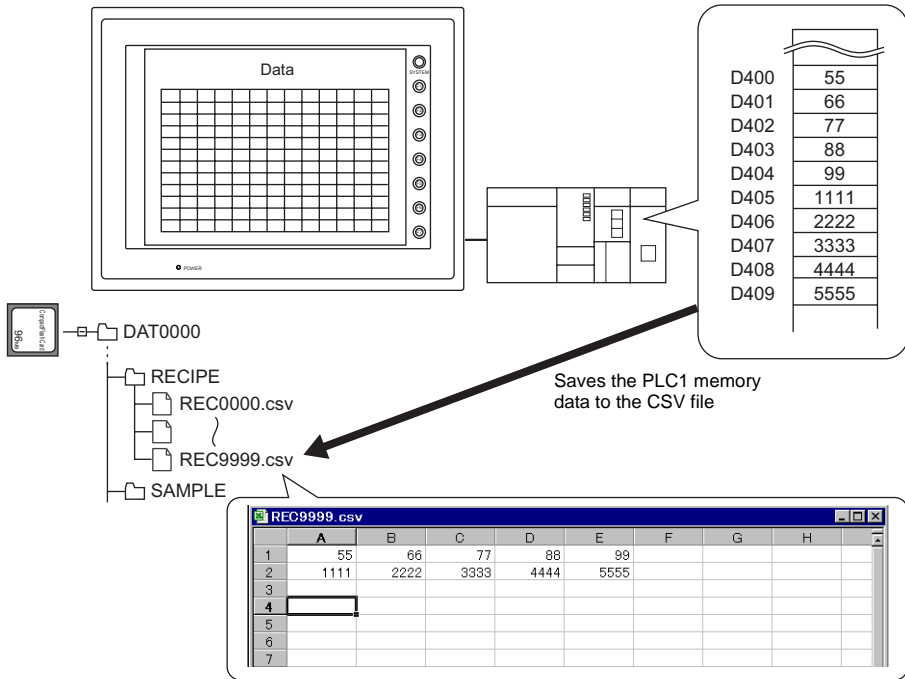 Data
SYSTEM
POWER
D400 55
D401 66
D402 77
D403 88
D404 99
D405 1111
D406 2222
D407 3333
D408 4444
D409 5555
CompactFlash Card
96MB
DAT0000
RECIPE
REC0000.csv
REC9999.csv
SAMPLE
Saves the PLC1 memory
data to the CSV file
REC9999.csv
A B C D E F G H
1 55 66 77 88 99
2 1111 2222 3333 4444 5555
3
4
5
6
7